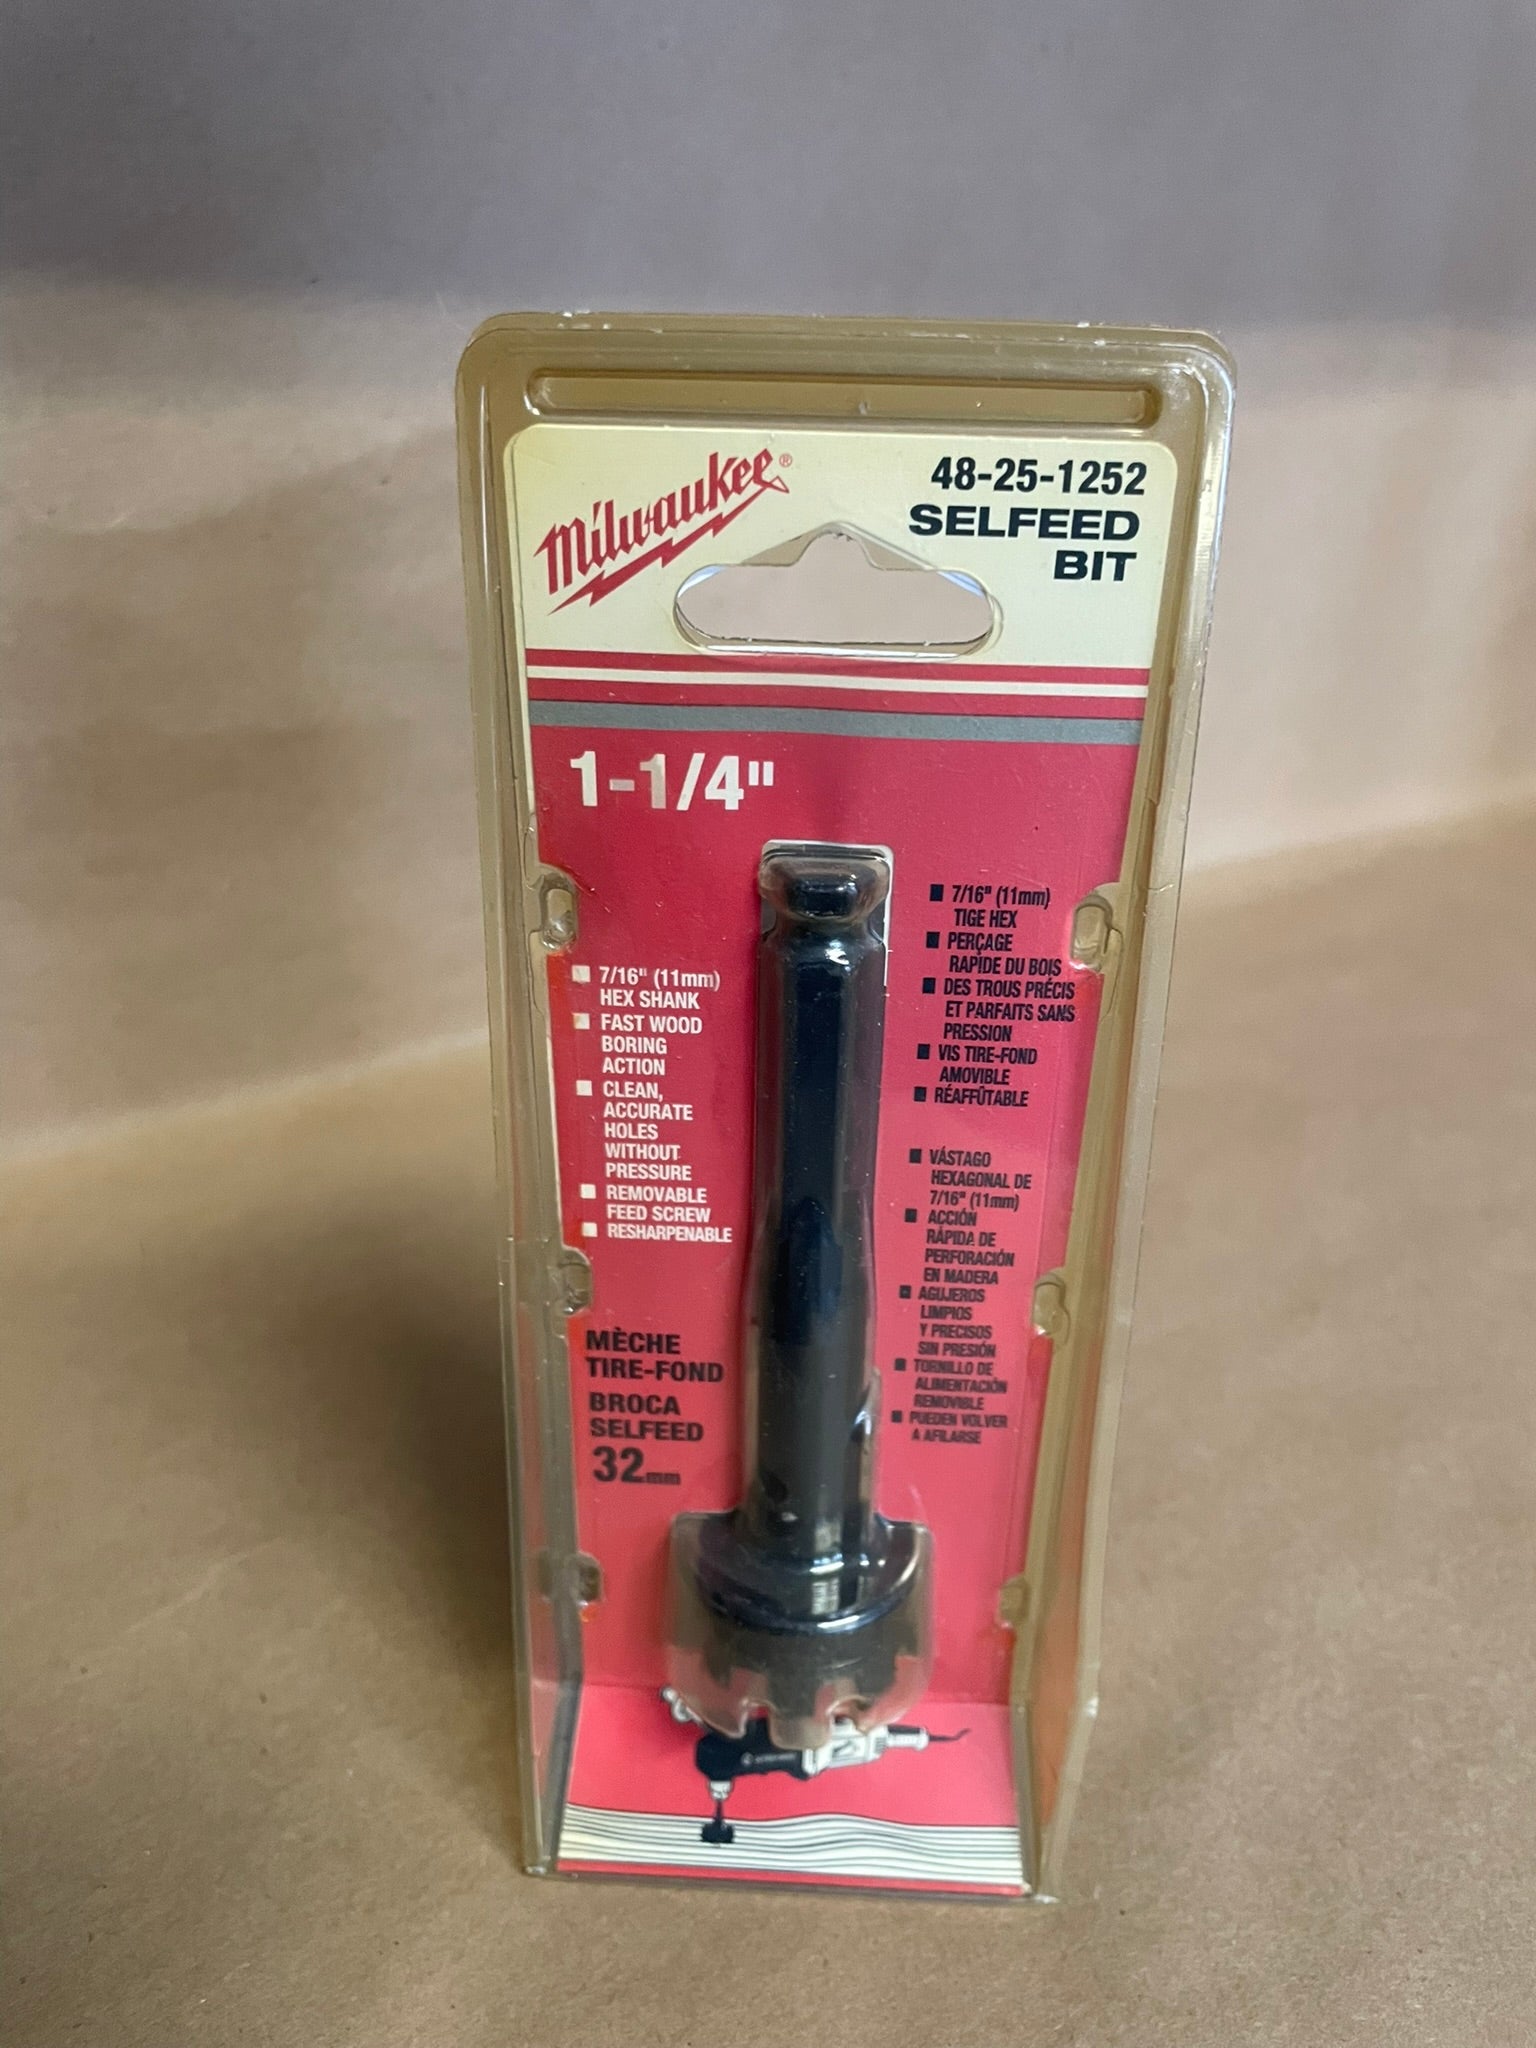 Milwaukee®
48-25-1252
SELFEED
BIT
1-1/4"
7/16" (11mm)
HEX SHANK
FAST WOOD
BORING
ACTION
CLEAN,
ACCURATE
HOLES
WITHOUT
PRESSURE
REMOVABLE
FEED SCREW
RESHARPENABLE
MÈCHE
TIRE-FOND
BROCA
SELFEED
32mm
7/16" (11mm)
TIGE HEX
PERÇAGE
RAPIDE DU BOIS
DES TROUS PRÉCIS
ET PARFAITS SANS
PRESSION
VIS TIRE-FOND
AMOVIBLE
RÉAFFÛTABLE
VÁSTAGO
HEXAGONAL DE
7/16" (11mm)
ACCIÓN
RÁPIDA DE
PERFORACIÓN
EN MADERA
AGUJEROS
LIMPIOS
Y PRECISOS
SIN PRESIÓN
TORNILLO DE
ALIMENTACIÓN
REMOVIBLE
PUEDEN VOLVER
A AFILARSE